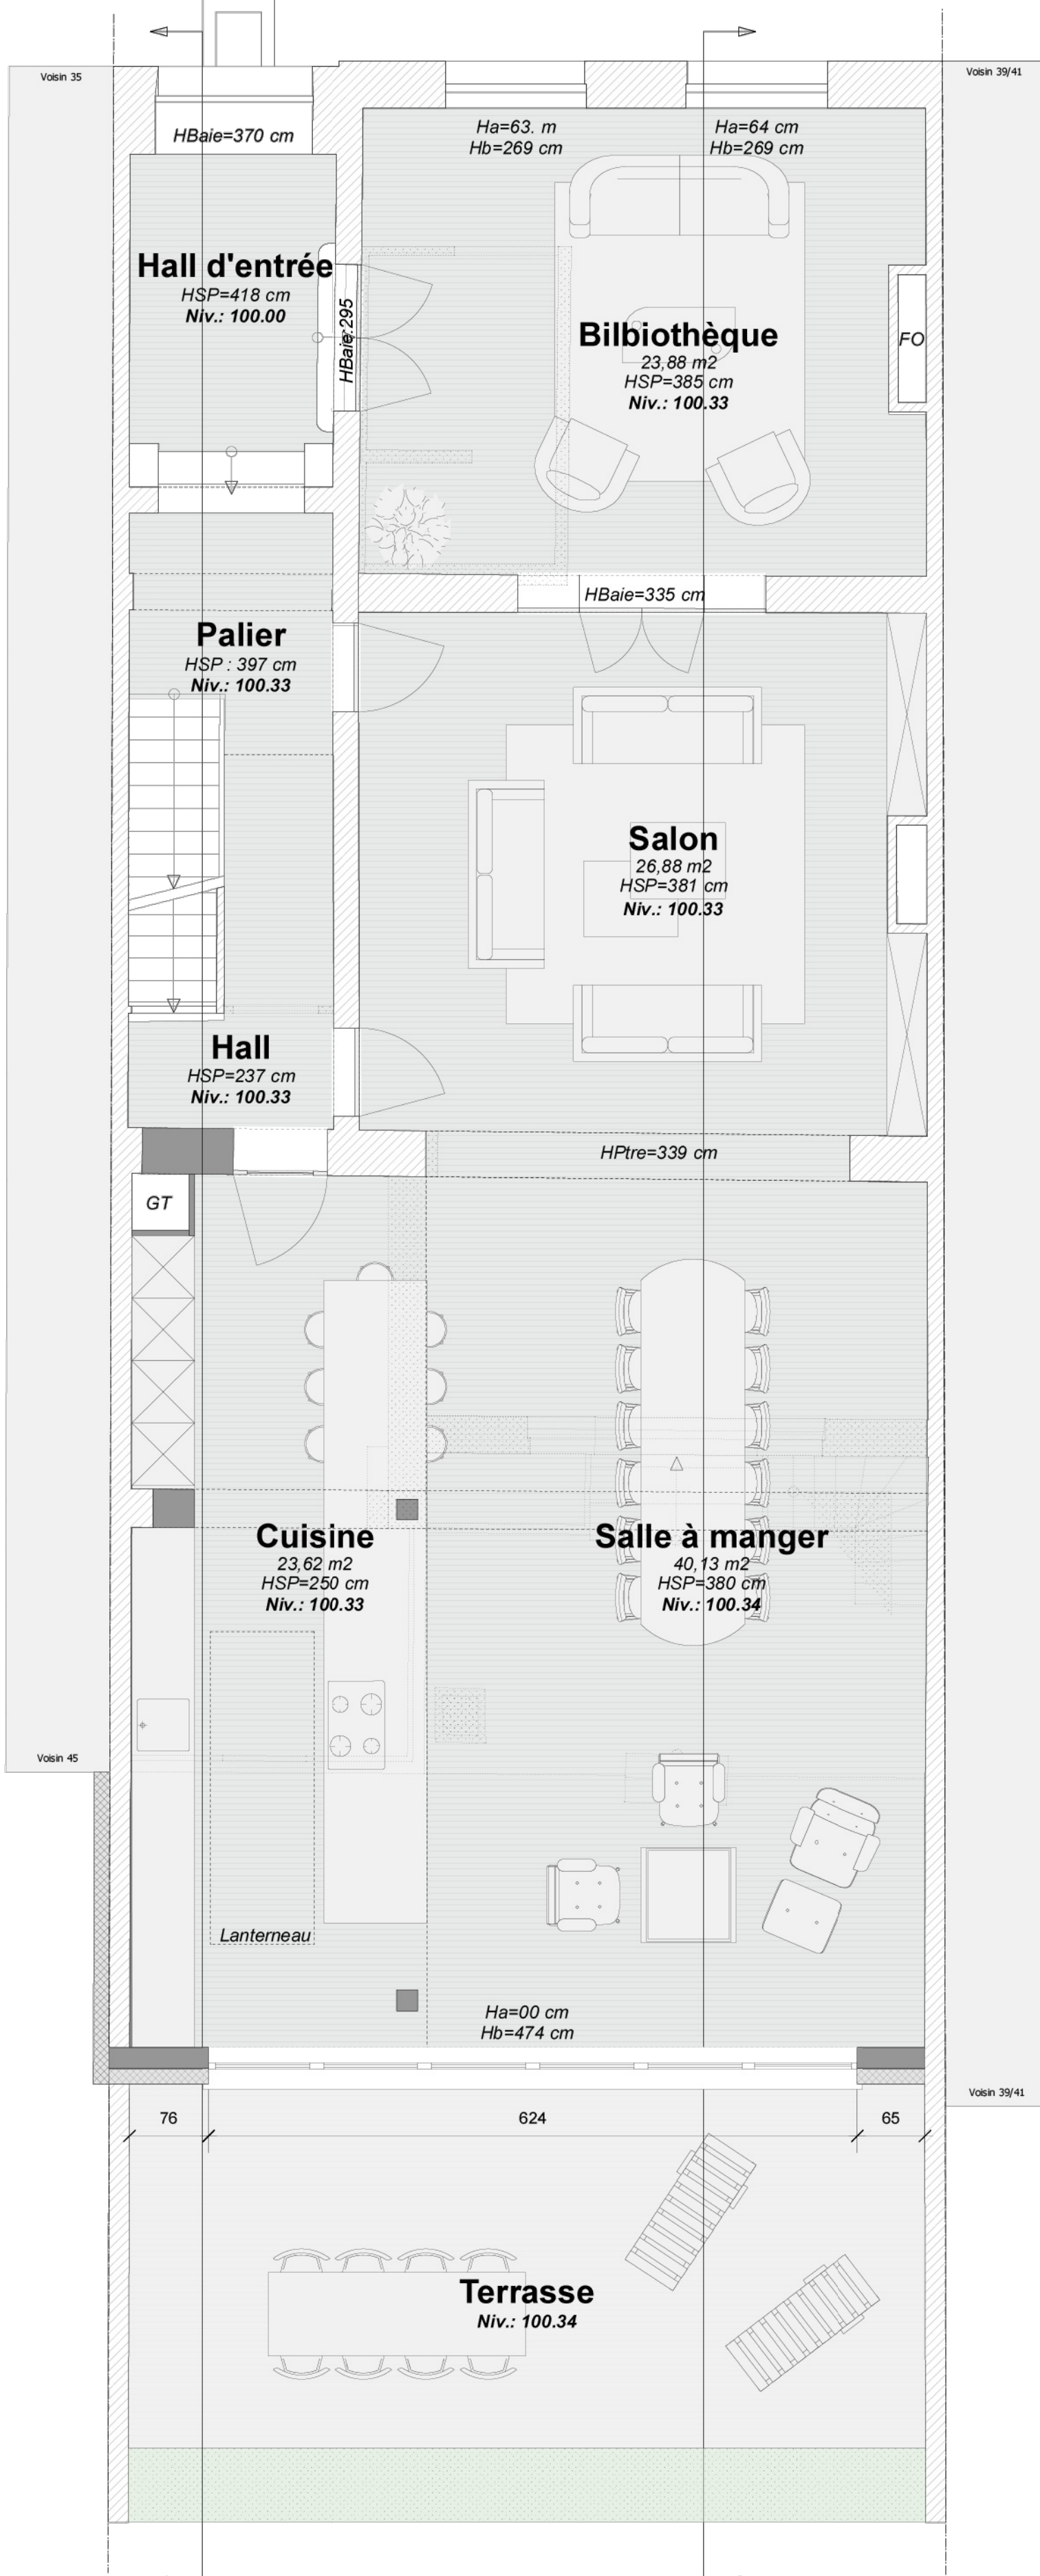 Voisin 35
Voisin 39/41
HBaie=370 cm
Ha=63. m
Hb=269 cm
Ha=64 cm
Hb=269 cm
Hall d'entrée
HSP=418 cm
Niv.: 100.00
HBaie:295
Bilbiothèque
23,88 m2
HSP=385 cm
Niv.: 100.33
FO
HBaie=335 cm
Palier
HSP : 397 cm
Niv.: 100.33
Salon
26,88 m2
HSP=381 cm
Niv.: 100.33
Hall
HSP=237 cm
Niv.: 100.33
HPtre=339 cm
GT
Cuisine
23,62 m2
HSP=250 cm
Niv.: 100.33
Salle à manger
40,13 m2
HSP=380 cm
Niv.: 100.34
Voisin 45
Lanterneau
Ha=00 cm
Hb=474 cm
Voisin 39/41
76
624
65
Terrasse
Niv.: 100.34